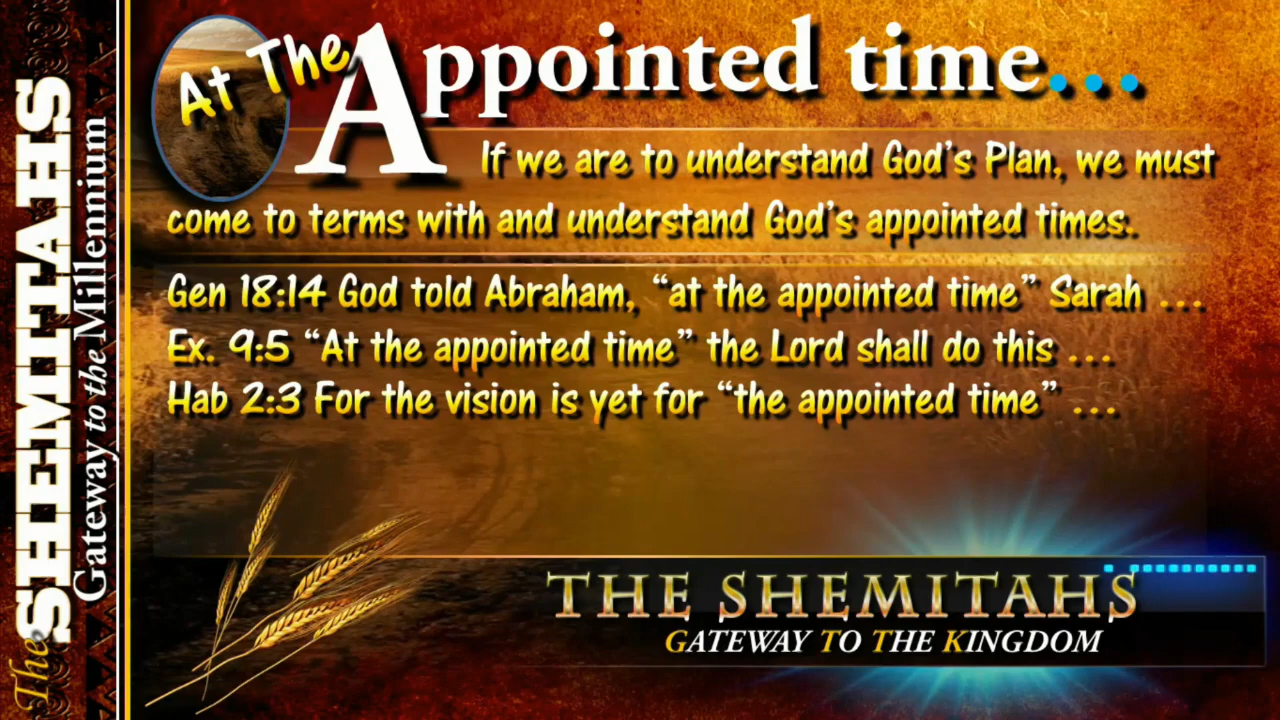 The SHEMITAHS
Gateway to the Millennium
At The Appointed time...
If we are to understand God's Plan, we must
come to terms with and understand God's appointed times.
Gen 18:14 God told Abraham, “at the appointed time” Sarah ...
Ex. 9:5 “At the appointed time” the Lord shall do this ...
Hab 2:3 For the vision is yet for “the appointed time” ...
THE SHEMITAHS
GATEWAY TO THE KINGDOM